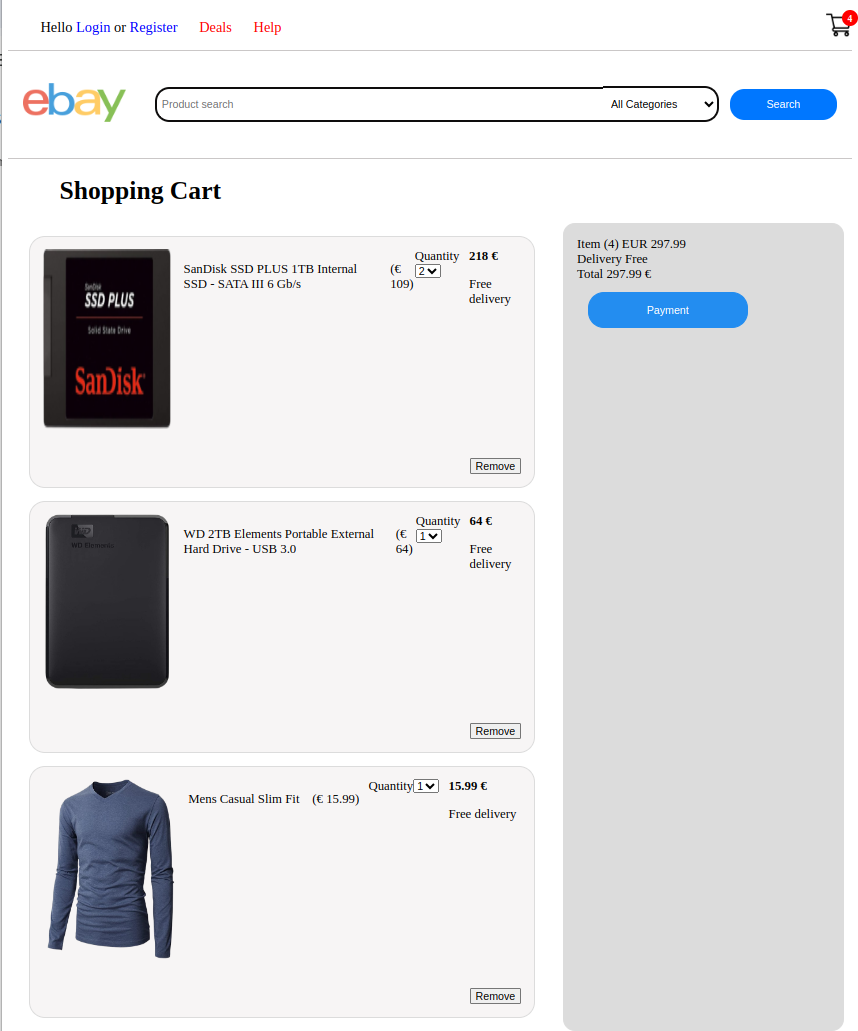 Hello Login or Register Deals Help
4
ebay
Product search
All Categories
Search
Shopping Cart
SanDisk
SSD PLUS
Solid State Drive
SanDisk
SanDisk SSD PLUS 1TB Internal
SSD - SATA III 6 Gb/s
(€
109)
Quantity
2
218 €
Free
delivery
Remove
WD
WD Elements
WD 2TB Elements Portable External
Hard Drive - USB 3.0
(€
64)
Quantity
1
64 €
Free
delivery
Remove
Mens Casual Slim Fit
(€ 15.99)
Quantity 1
15.99 €
Free delivery
Remove
Item (4) EUR 297.99
Delivery Free
Total 297.99 €
Payment